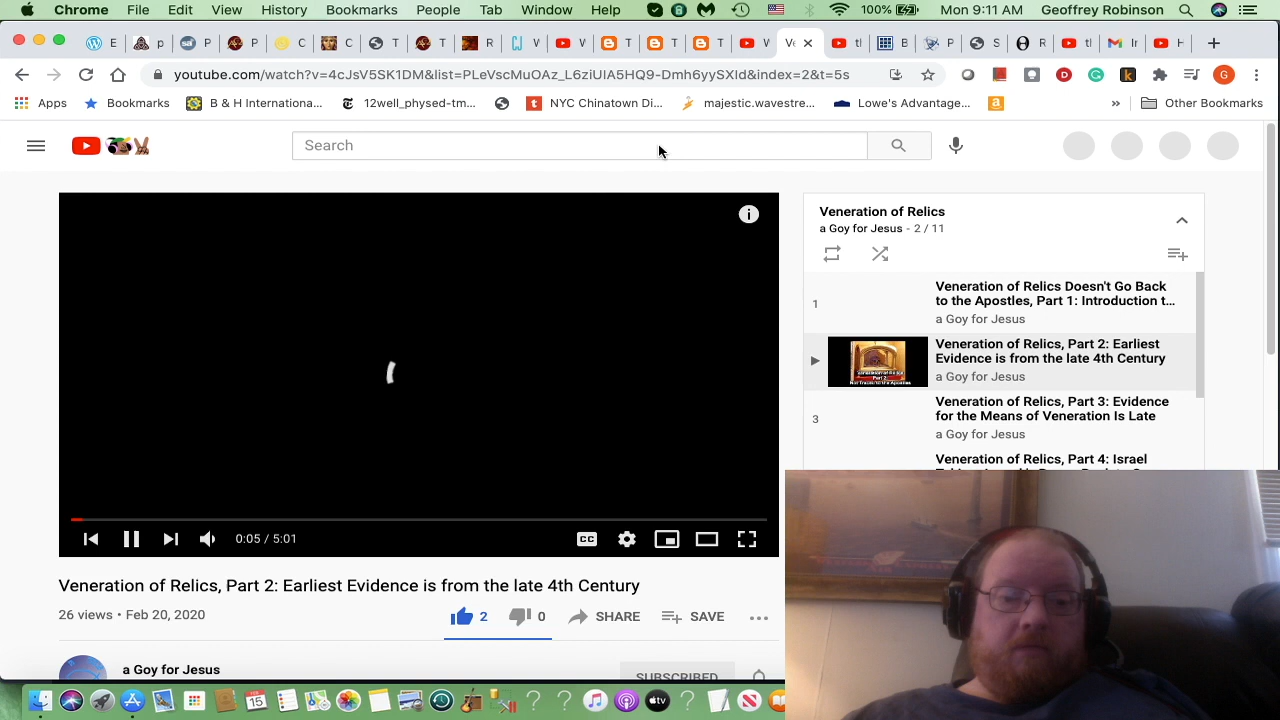 Chrome File Edit View History Bookmarks People Tab Window Help 100% Mon 9:11 AM Geoffrey Robinson
E p P P C C T T R W W T T T W Ve tl B P S R tl Ir H
youtube.com/watch?v=4cJsV5SK1DM&list=PLeVscMuOAz_L6ziUIA5HQ9-Dmh6yySXld&index=2&t=5s G
Apps Bookmarks B & H Internationa... 12well_physed-tm... NYC Chinatown Di... majestic.wavestre... Lowe's Advantage... » Other Bookmarks
Search
Veneration of Relics
a Goy for Jesus - 2 / 11
1
Veneration of Relics Doesn't Go Back
to the Apostles, Part 1: Introduction t...
a Goy for Jesus
Veneration of Relics, Part 2: Earliest
Evidence is from the late 4th Century
a Goy for Jesus
3
Veneration of Relics, Part 3: Evidence
for the Means of Veneration Is Late
a Goy for Jesus
Veneration of Relics, Part 4: Israel
0:05 / 5:01 CC
Veneration of Relics, Part 2: Earliest Evidence is from the late 4th Century
26 views • Feb 20, 2020
2 0 SHARE SAVE
a Goy for Jesus
SUBSCRIBED
15 tv